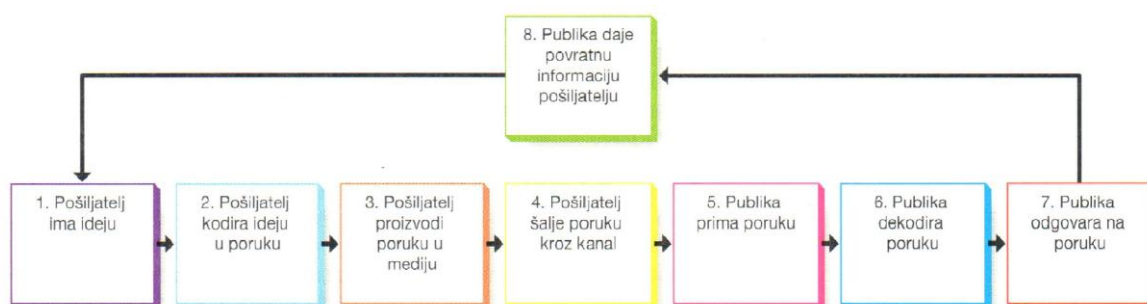 8. Publika daje
povratnu
informaciju
pošiljatelju
1. Pošiljatelj
ima ideju
2. Pošiljatelj
kodira ideju
u poruku
3. Pošiljatelj
proizvodi
poruku u
mediju
4. Pošiljatelj
šalje poruku
kroz kanal
5. Publika
prima poruku
6. Publika
dekodira
poruku
7. Publika
odgovara na
poruku